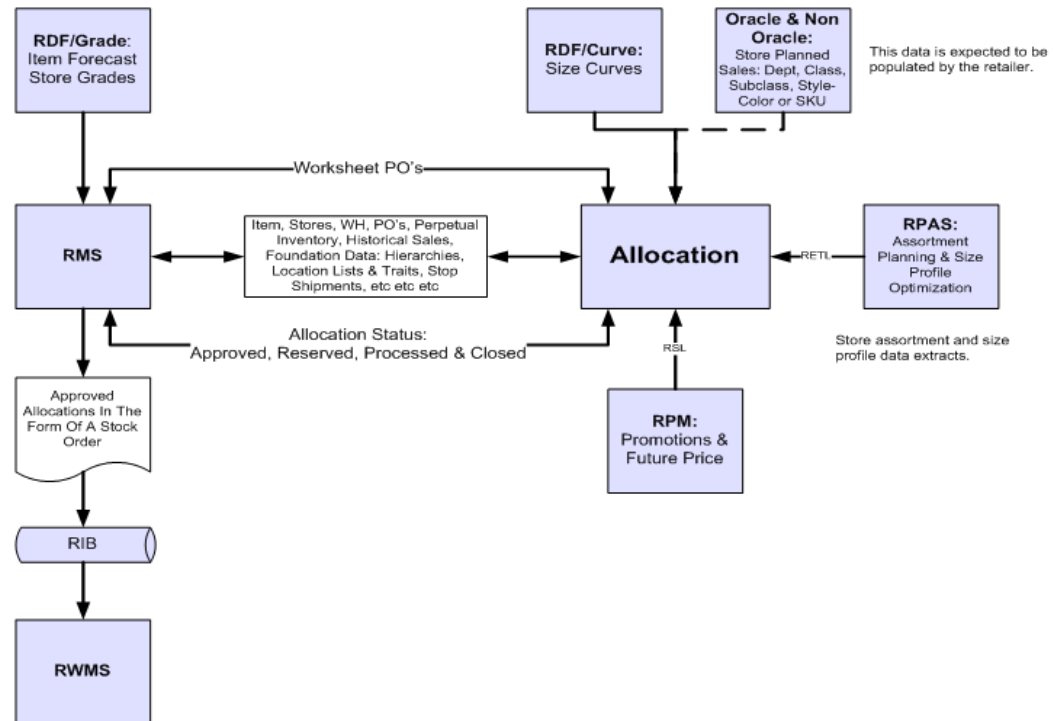 RDF/Grade:
Item Forecast
Store Grades
RDF/Curve:
Size Curves
Oracle & Non
Oracle:
Store Planned
Sales: Dept, Class,
Subclass, Style-
Color or SKU
This data is expected to be
populated by the retailer.
Worksheet PO's
RMS
Item, Stores, WH, PO's, Perpetual
Inventory, Historical Sales,
Foundation Data: Hierarchies,
Location Lists & Traits, Stop
Shipments, etc etc etc
Allocation
RETL
RPAS:
Assortment
Planning & Size
Profile
Optimization
Allocation Status:
Approved, Reserved, Processed & Closed
Store assortment and size
profile data extracts.
RSL
Approved
Allocations In The
Form Of A Stock
Order
RPM:
Promotions &
Future Price
RIB
RWMS